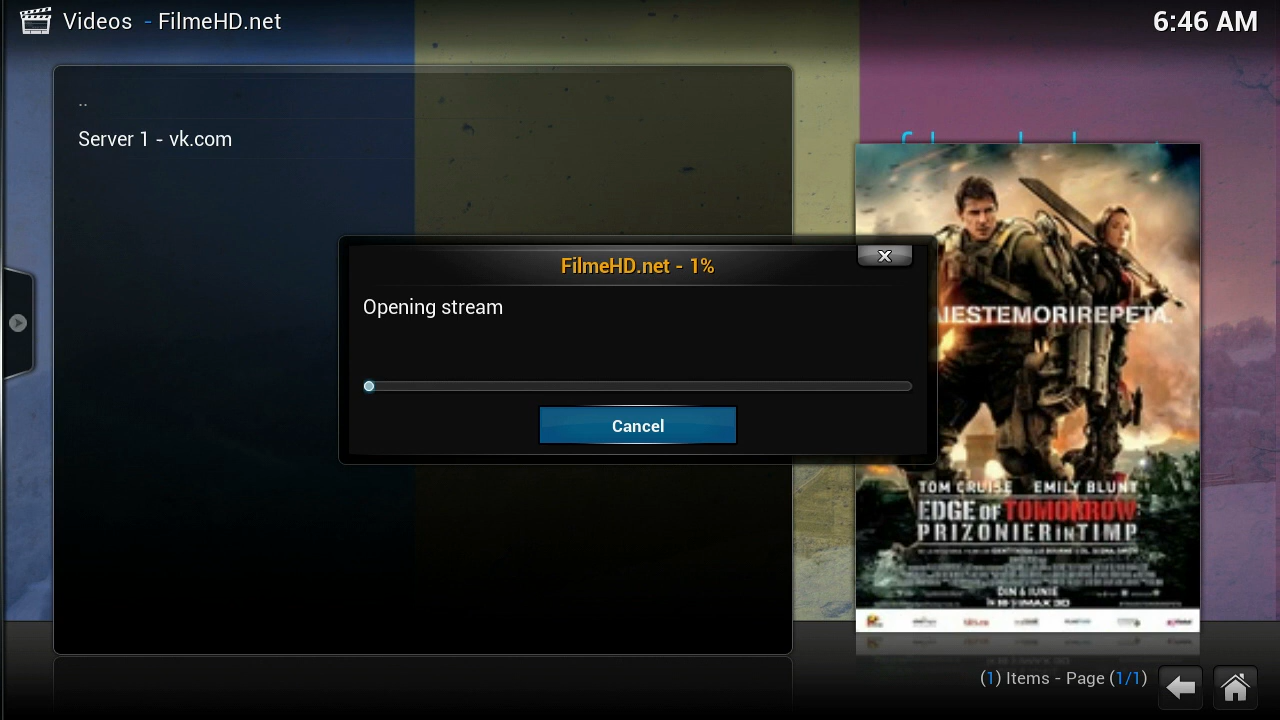 Videos - FilmeHD.net
6:46 AM
..
Server 1 - vk.com
FilmeHD.net - 1%
Opening stream
Cancel
IESTEMORIREPETA.
TOM CRUISE EMILY BLUNT
EDGE OF TOMORROW
PRIZONIER IN TIMP
DIN 6 IUNIE
(1) Items - Page (1/1)